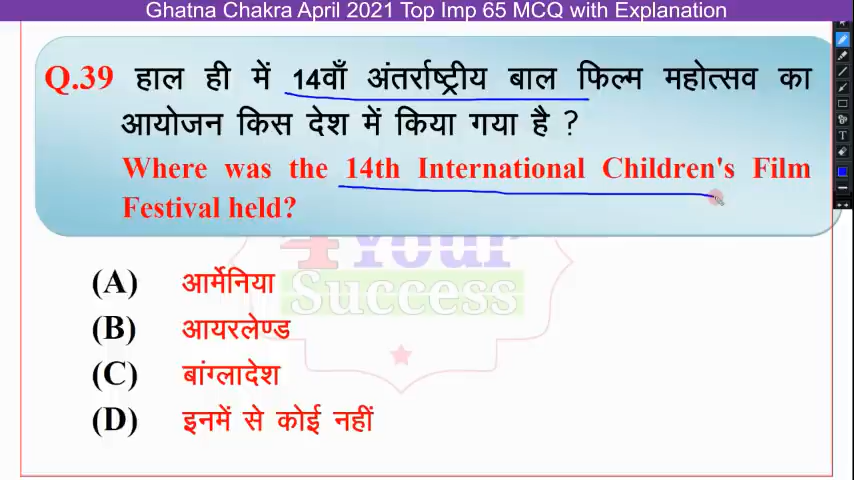 Ghatna Chakra April 2021 Top Imp 65 MCQ with Explanation
Q.39 हाल ही में 14वाँ अंतर्राष्ट्रीय बाल फिल्म महोत्सव का
आयोजन किस देश में किया गया है ?
Where was the 14th International Children's Film
Festival held?
4 Your
Success
(A) आर्मेनिया
(B) आयरलेण्ड
(C) बांग्लादेश
(D) इनमें से कोई नहीं